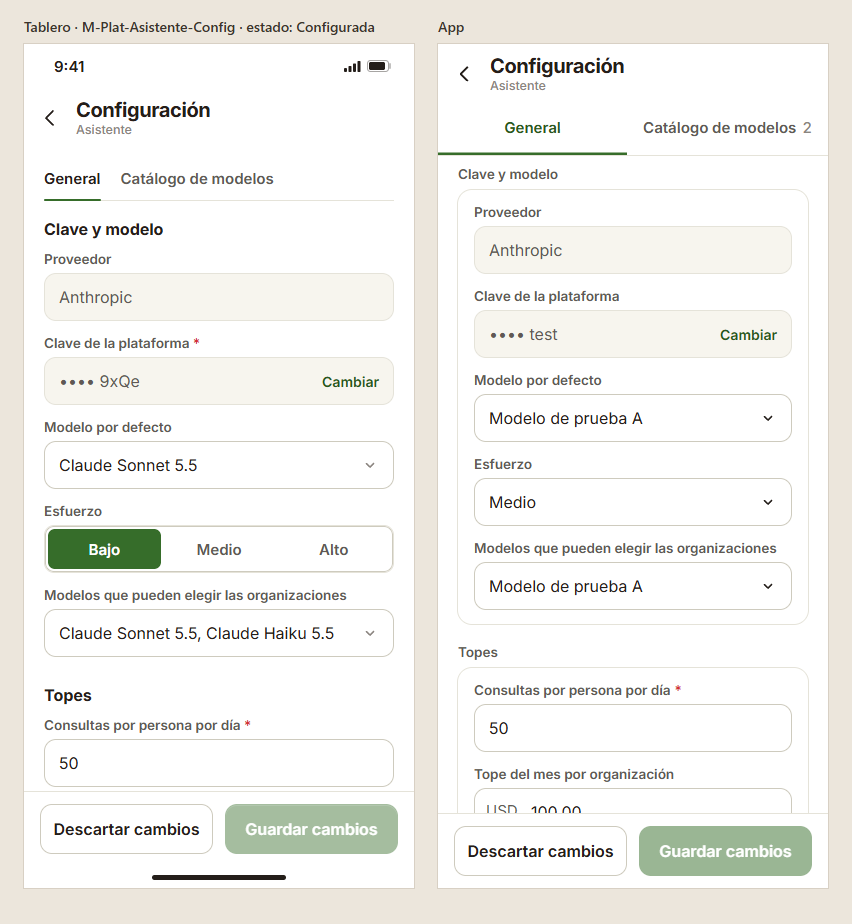 Tablero · M-Plat-Asistente-Config · estado: Configurada
9:41
Configuración
Asistente
General
Catálogo de modelos
Clave y modelo
Proveedor
Anthropic
Clave de la plataforma *
•••• 9xQe
Cambiar
Modelo por defecto
Claude Sonnet 5.5
Esfuerzo
Bajo
Medio
Alto
Modelos que pueden elegir las organizaciones
Claude Sonnet 5.5, Claude Haiku 5.5
Topes
Consultas por persona por día *
50
Descartar cambios
Guardar cambios
App
Configuración
Asistente
General
Catálogo de modelos 2
Clave y modelo
Proveedor
Anthropic
Clave de la plataforma
•••• test
Cambiar
Modelo por defecto
Modelo de prueba A
Esfuerzo
Medio
Modelos que pueden elegir las organizaciones
Modelo de prueba A
Topes
Consultas por persona por día *
50
Tope del mes por organización
USD 100.00
Descartar cambios
Guardar cambios